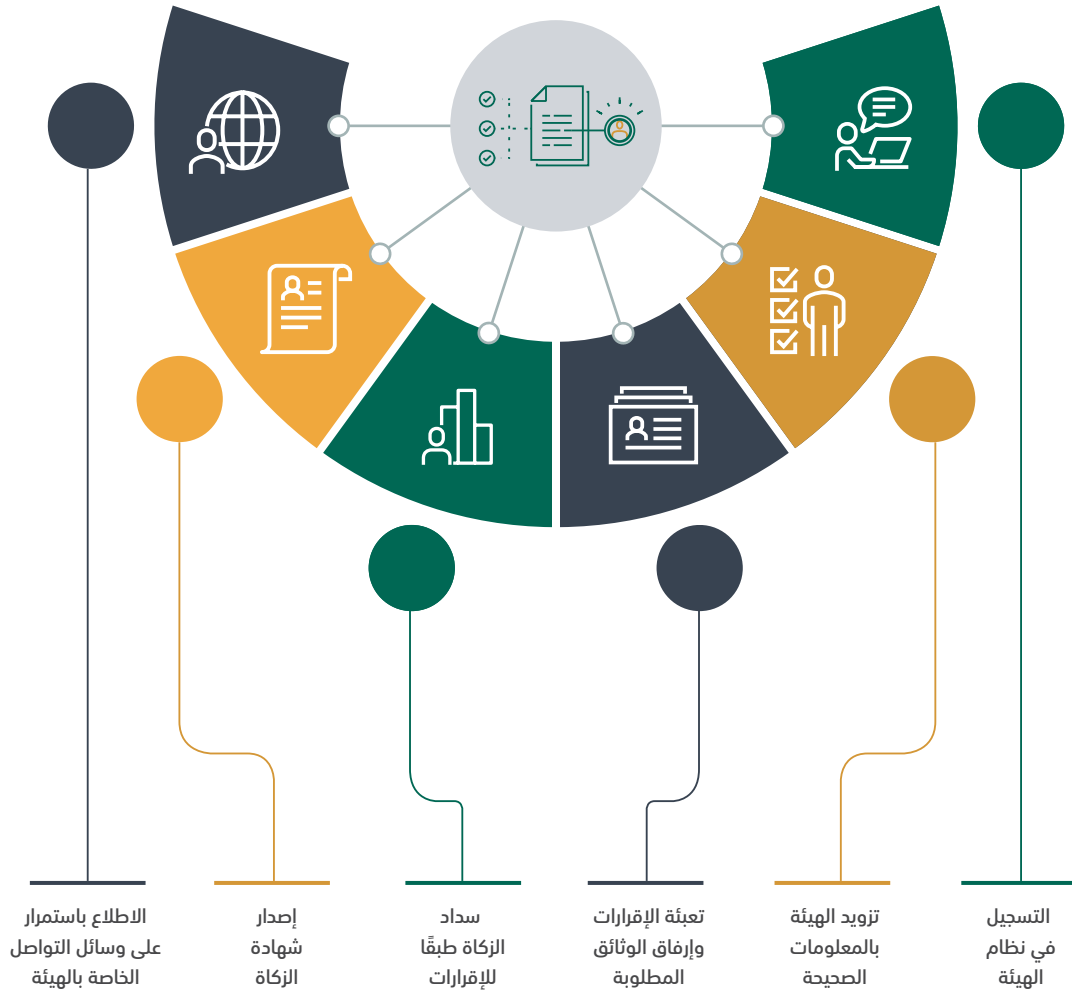 التسجيل
في نظام
الهيئة
تزويد الهيئة
بالمعلومات
الصحيحة
تعبئة الإقرارات
وإرفاق الوثائق
المطلوبة
سداد
الزكاة طبقًا
للإقرارات
إصدار
شهادة
الزكاة
الاطلاع باستمرار
على وسائل التواصل
الخاصة بالهيئة